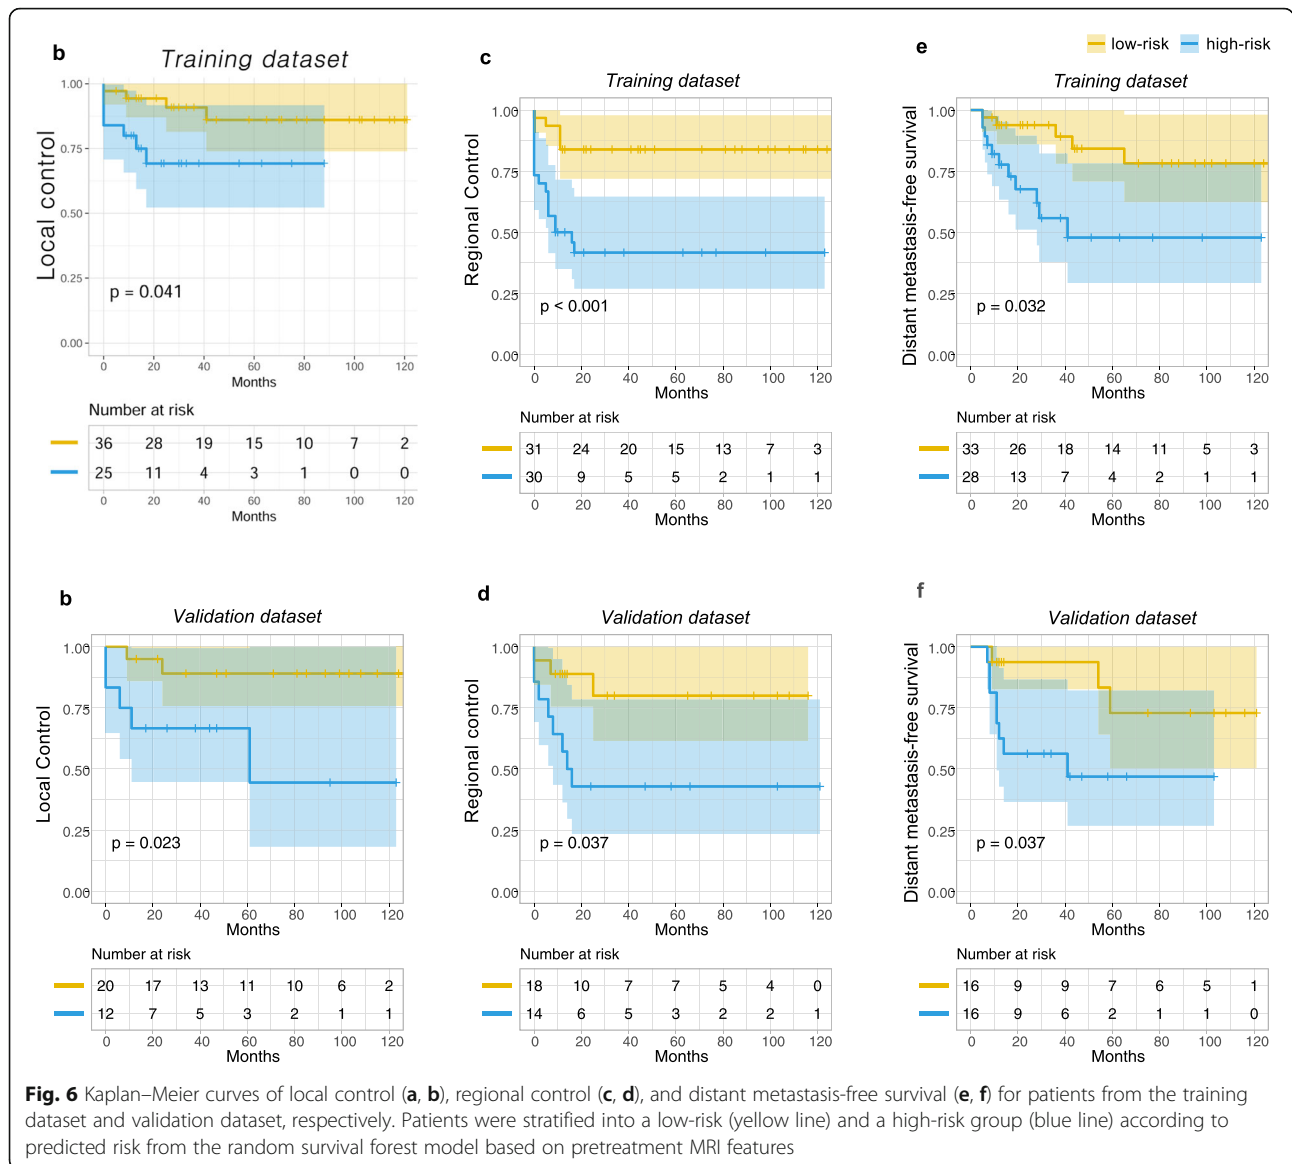 low-risk high-risk
b
Training dataset
Local control
1.00
0.75
0.50
0.25
0.00
p = 0.041
0 20 40 60 80 100 120
Months
Number at risk
36 28 19 15 10 7 2
25 11 4 3 1 0 0
0 20 40 60 80 100 120
Months
c
Training dataset
Regional Control
1.00
0.75
0.50
0.25
0.00
p < 0.001
0 20 40 60 80 100 120
Months
Number at risk
31 24 20 15 13 7 3
30 9 5 5 2 1 1
0 20 40 60 80 100 120
Months
e
Training dataset
Distant metastasis-free survival
1.00
0.75
0.50
0.25
0.00
p = 0.032
0 20 40 60 80 100 120
Months
Number at risk
33 26 18 14 11 5 3
28 13 7 4 2 1 1
0 20 40 60 80 100 120
Months
b
Validation dataset
Local Control
1.00
0.75
0.50
0.25
0.00
p = 0.023
0 20 40 60 80 100 120
Months
Number at risk
20 17 13 11 10 6 2
12 7 5 3 2 1 1
0 20 40 60 80 100 120
Months
d
Validation dataset
Regional control
1.00
0.75
0.50
0.25
0.00
p = 0.037
0 20 40 60 80 100 120
Months
Number at risk
18 10 7 7 5 4 0
14 6 5 3 2 2 1
0 20 40 60 80 100 120
Months
f
Validation dataset
Distant metastasis-free survival
1.00
0.75
0.50
0.25
0.00
p = 0.037
0 20 40 60 80 100 120
Months
Number at risk
16 9 9 7 6 5 1
16 9 6 2 1 1 0
0 20 40 60 80 100 120
Months
Fig. 6 Kaplan–Meier curves of local control (a, b), regional control (c, d), and distant metastasis-free survival (e, f) for patients from the training
dataset and validation dataset, respectively. Patients were stratified into a low-risk (yellow line) and a high-risk group (blue line) according to
predicted risk from the random survival forest model based on pretreatment MRI features